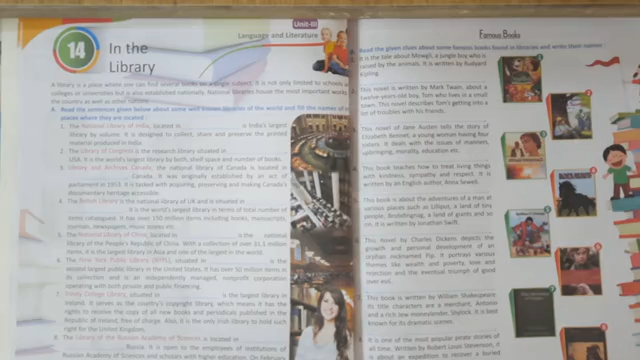 Unit-III
Language and Literature
14
In the
Library
A library is a place where one can find several books on a single subject. It is not only limited to schools,
colleges or universities but is also established nationally. National libraries house the most important works
the country as well as other nations.
A. Read the sentences given below about some well known libraries of the world and fill the names of
places where they are located :
1. The National Library of India, located in is India's largest
library by volume. It is designed to collect, share and preserve the printed
material produced in India.
2. The Library of Congress is the research library situated in
USA. It is the world's largest library by both, shelf space and number of books.
3. Library and Archives Canada the national library of Canada is located in
Canada. It was originally established by an act of
parliament in 1953. It is tasked with acquiring, preserving and making Canada's
documentary heritage accessible.
4. The British Library is the national library of UK and is situated in
It is the world's largest library in terms of total number of
items catalogued. It has over 150 million items including books, manuscripts,
journals, newspapers, music scores etc.
5. The National Library of China, located in is the national
library of the People's Republic of China. With a collection of over 31.1 million
items, it is the largest library in Asia and one of the largest in the world.
6. The New York Public Library (NYPL), situated in is the
second largest public library in the United States. It has over 50 million items in
its collection and is an independently managed, nonprofit corporation
operating with both private and public financing.
7. Trinity College Library, situated in is the largest library in
Ireland. It serves as the country's copyright library, which means it has the
rights to receive the copy of all new books and periodicals published in the
Republic of Ireland, free of charge. Also, it is the only Irish library to hold such
right for the United Kingdom.
8. The Library of the Russian Academy of Sciences is located in
Russia. It is open to the employees of institutions of
Russian Academy of Sciences and scholars with higher education. On February
Famous Books
Read the given clues about some famous books found in libraries and write their names
It is the tale about Mowgli, a jungle boy who is
raised by the animals. It is written by Rudyard
Kipling.
This novel is written by Mark Twain, about a
twelve-years-old boy, Tom who lives in a small
town. This novel describes Tom's getting into a
lot of troubles with his friends.
This novel of Jane Austen tells the story of
Elizabeth Bennet, a young woman having four
sisters. It deals with the issues of manners,
upbringing, morality, education etc.
This book teaches how to treat living things
with kindness, sympathy and respect. It is
written by an English author, Anna Sewell.
This book is about the adventures of a man at
various places such as Lilliput, a land of tiny
people, Brobdingnag, a land of giants and so
on. It is written by Jonathan Swift.
This novel by Charles Dickens depicts the
growth and personal development of an
orphan nicknamed Pip. It portrays various
themes like wealth and poverty, love and
rejection and the eventual triumph of good
over evil.
This book is written by William Shakespeare.
Its title characters are a merchant, Antonio
and a rich Jew moneylender, Shylock. It is best
known for its dramatic scenes.
It is one of the most popular pirate stories of
all time. Written by Robert Louis Stevenson, it
is about an expedition to recover a buried